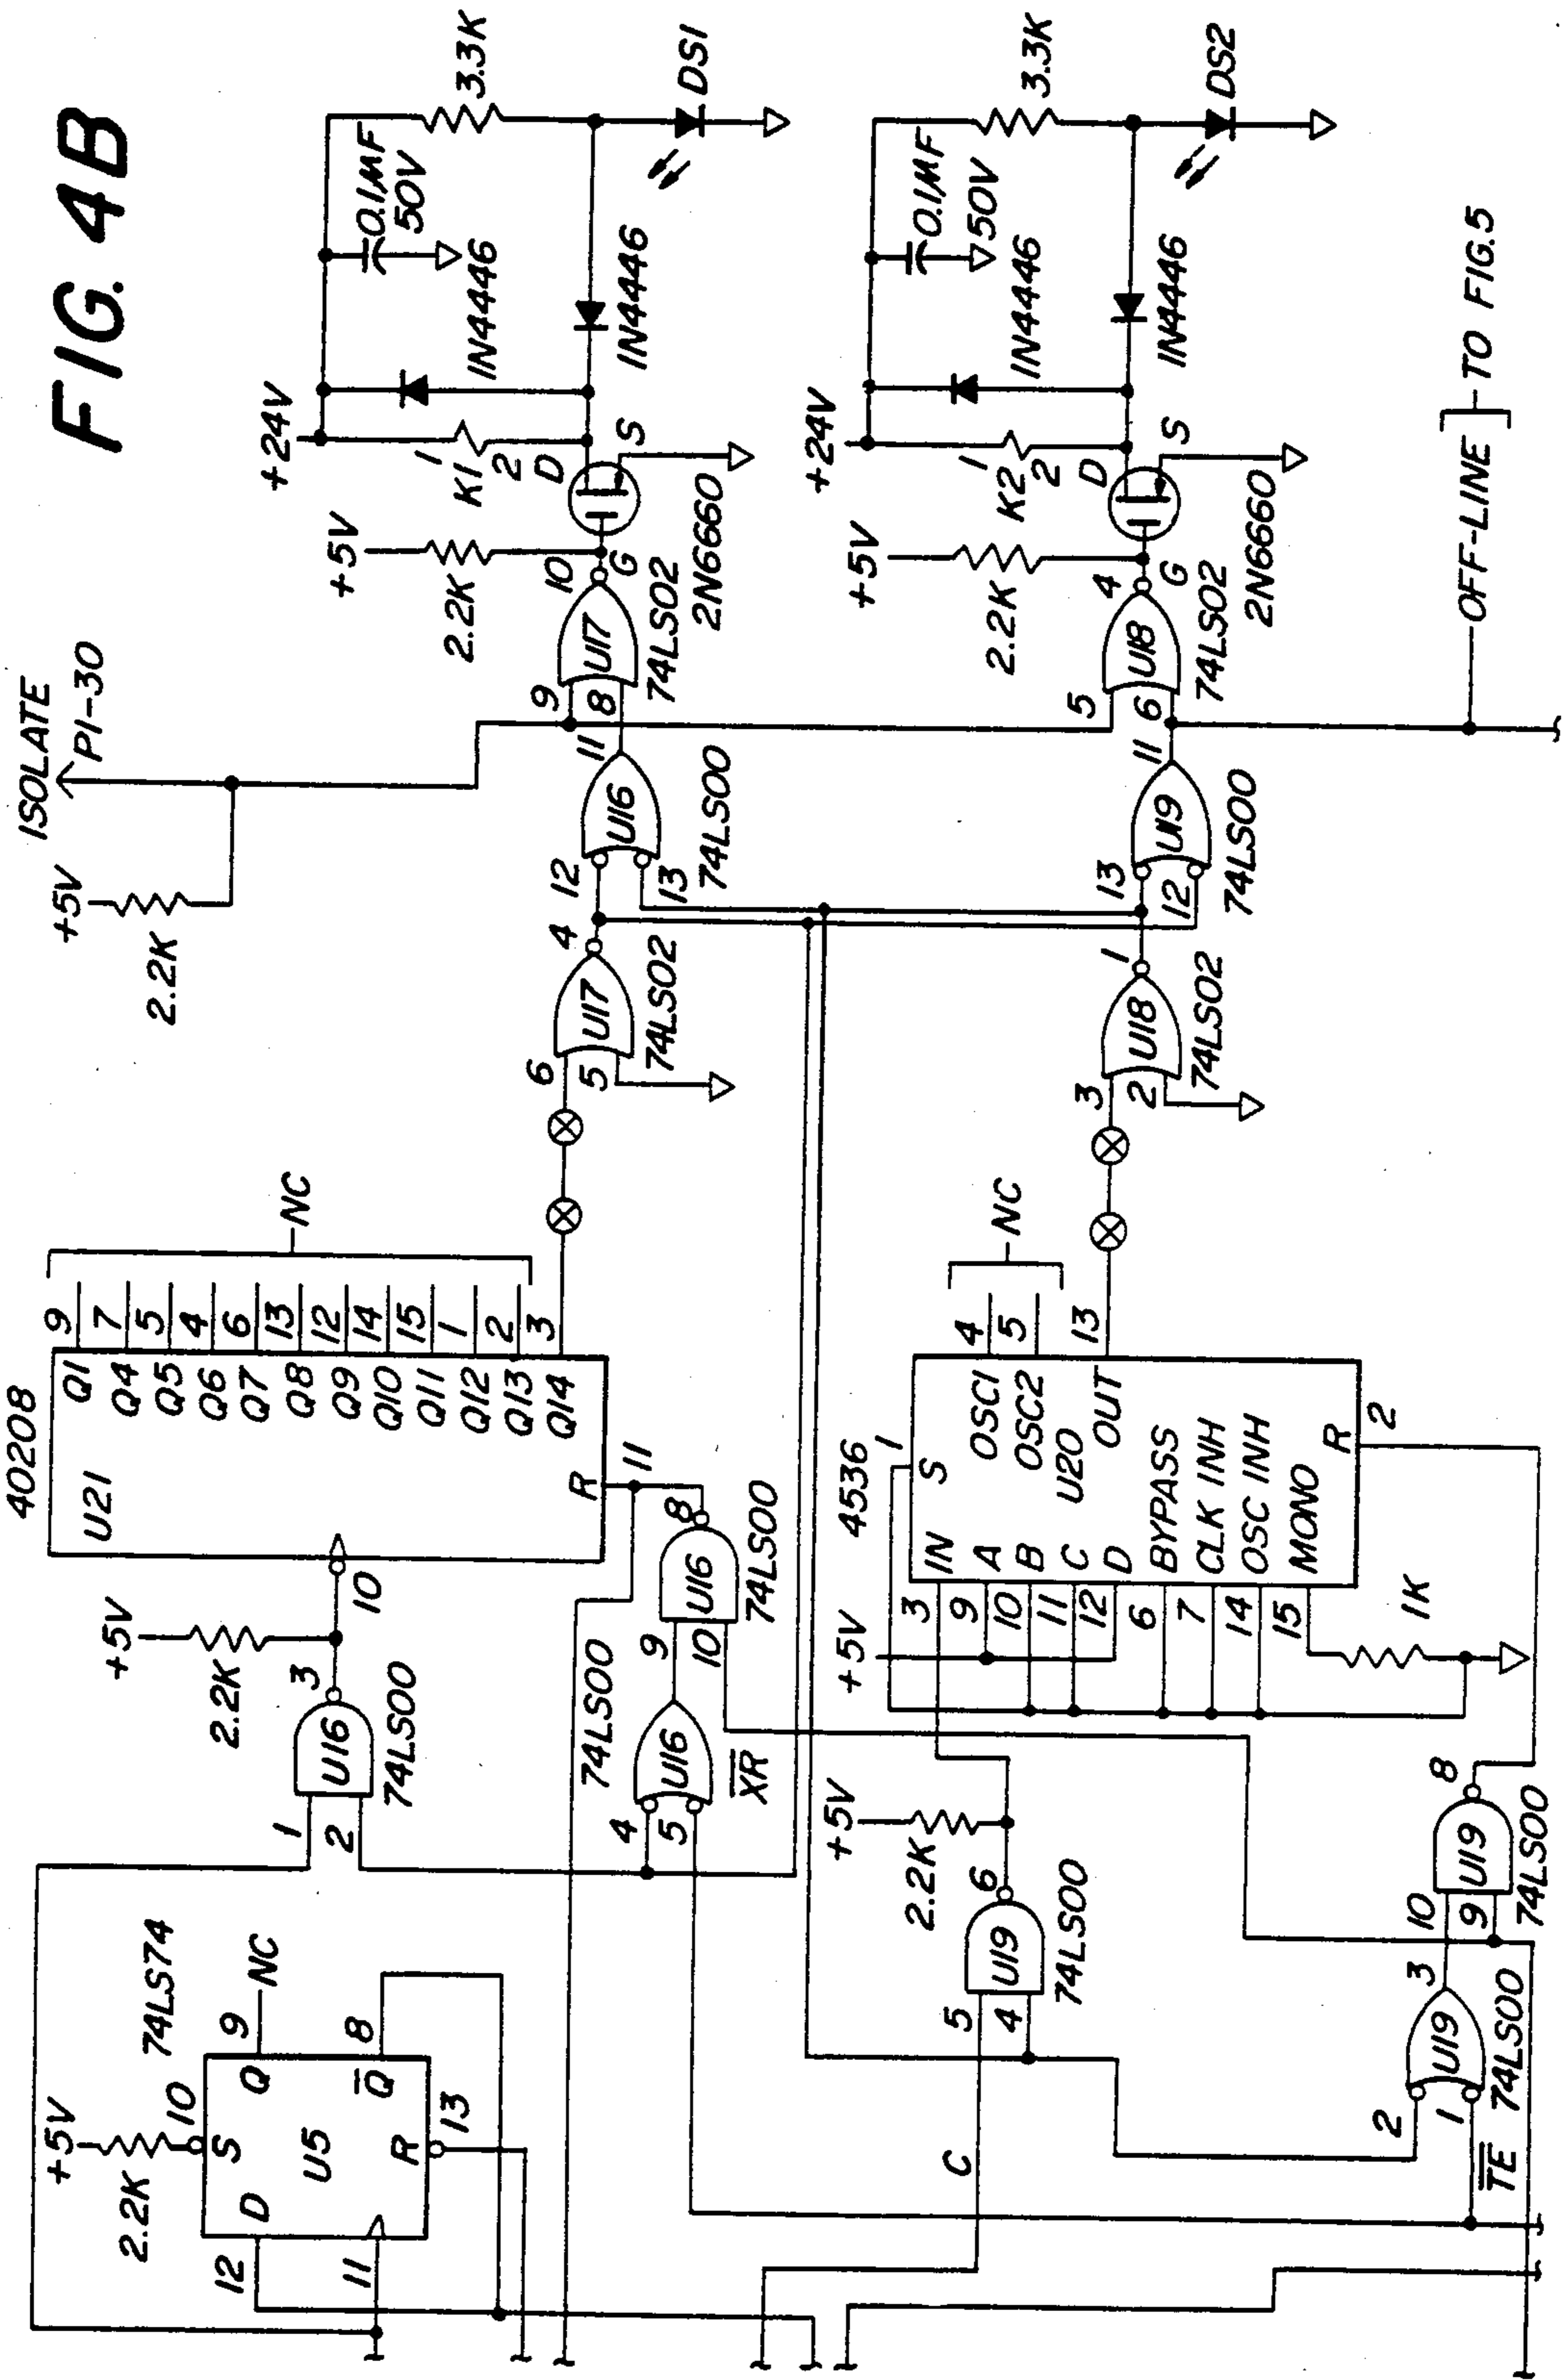 FIG. 4B
ISOLATE
P1-30
+5V
2.2K
+24V
K1
1
2
D
S
G
2N6660
+5V
2.2K
IN4446
IN4446
0.1MF
50V
3.3K
DS1
9
8
10
U17
74LS02
11
U16
12
13
74LS00
4
U17
6
5
74LS02
40208
U21
Q1
Q4
Q5
Q6
Q7
Q8
Q9
Q10
Q11
Q12
Q13
Q14
9
7
5
4
6
13
12
14
15
1
2
3
NC
R
11
10
+5V
2.2K
3
U16
1
2
74LS00
8
U16
9
10
74LS00
74LS00
U16
4
5
XR
74LS74
+5V
2.2K
10
S
D
U5
Q
Q
R
9
NC
8
13
12
11
+24V
K2
1
2
D
S
G
2N6660
+5V
2.2K
IN4446
IN4446
0.1MF
50V
3.3K
DS2
5
6
4
U18
74LS02
11
U19
13
12
74LS00
1
U18
3
2
74LS02
OFF-LINE
TO FIG.5
4536
1
S
IN
A
B
C
D
BYPASS
CLK INH
OSC INH
MONO
OSC1
OSC2
U20
OUT
R
4
5
NC
13
2
3
9
10
11
12
6
7
14
15
+5V
1K
+5V
2.2K
6
U19
5
4
74LS00
C
8
U19
10
9
74LS00
3
U19
2
1
74LS00
TE